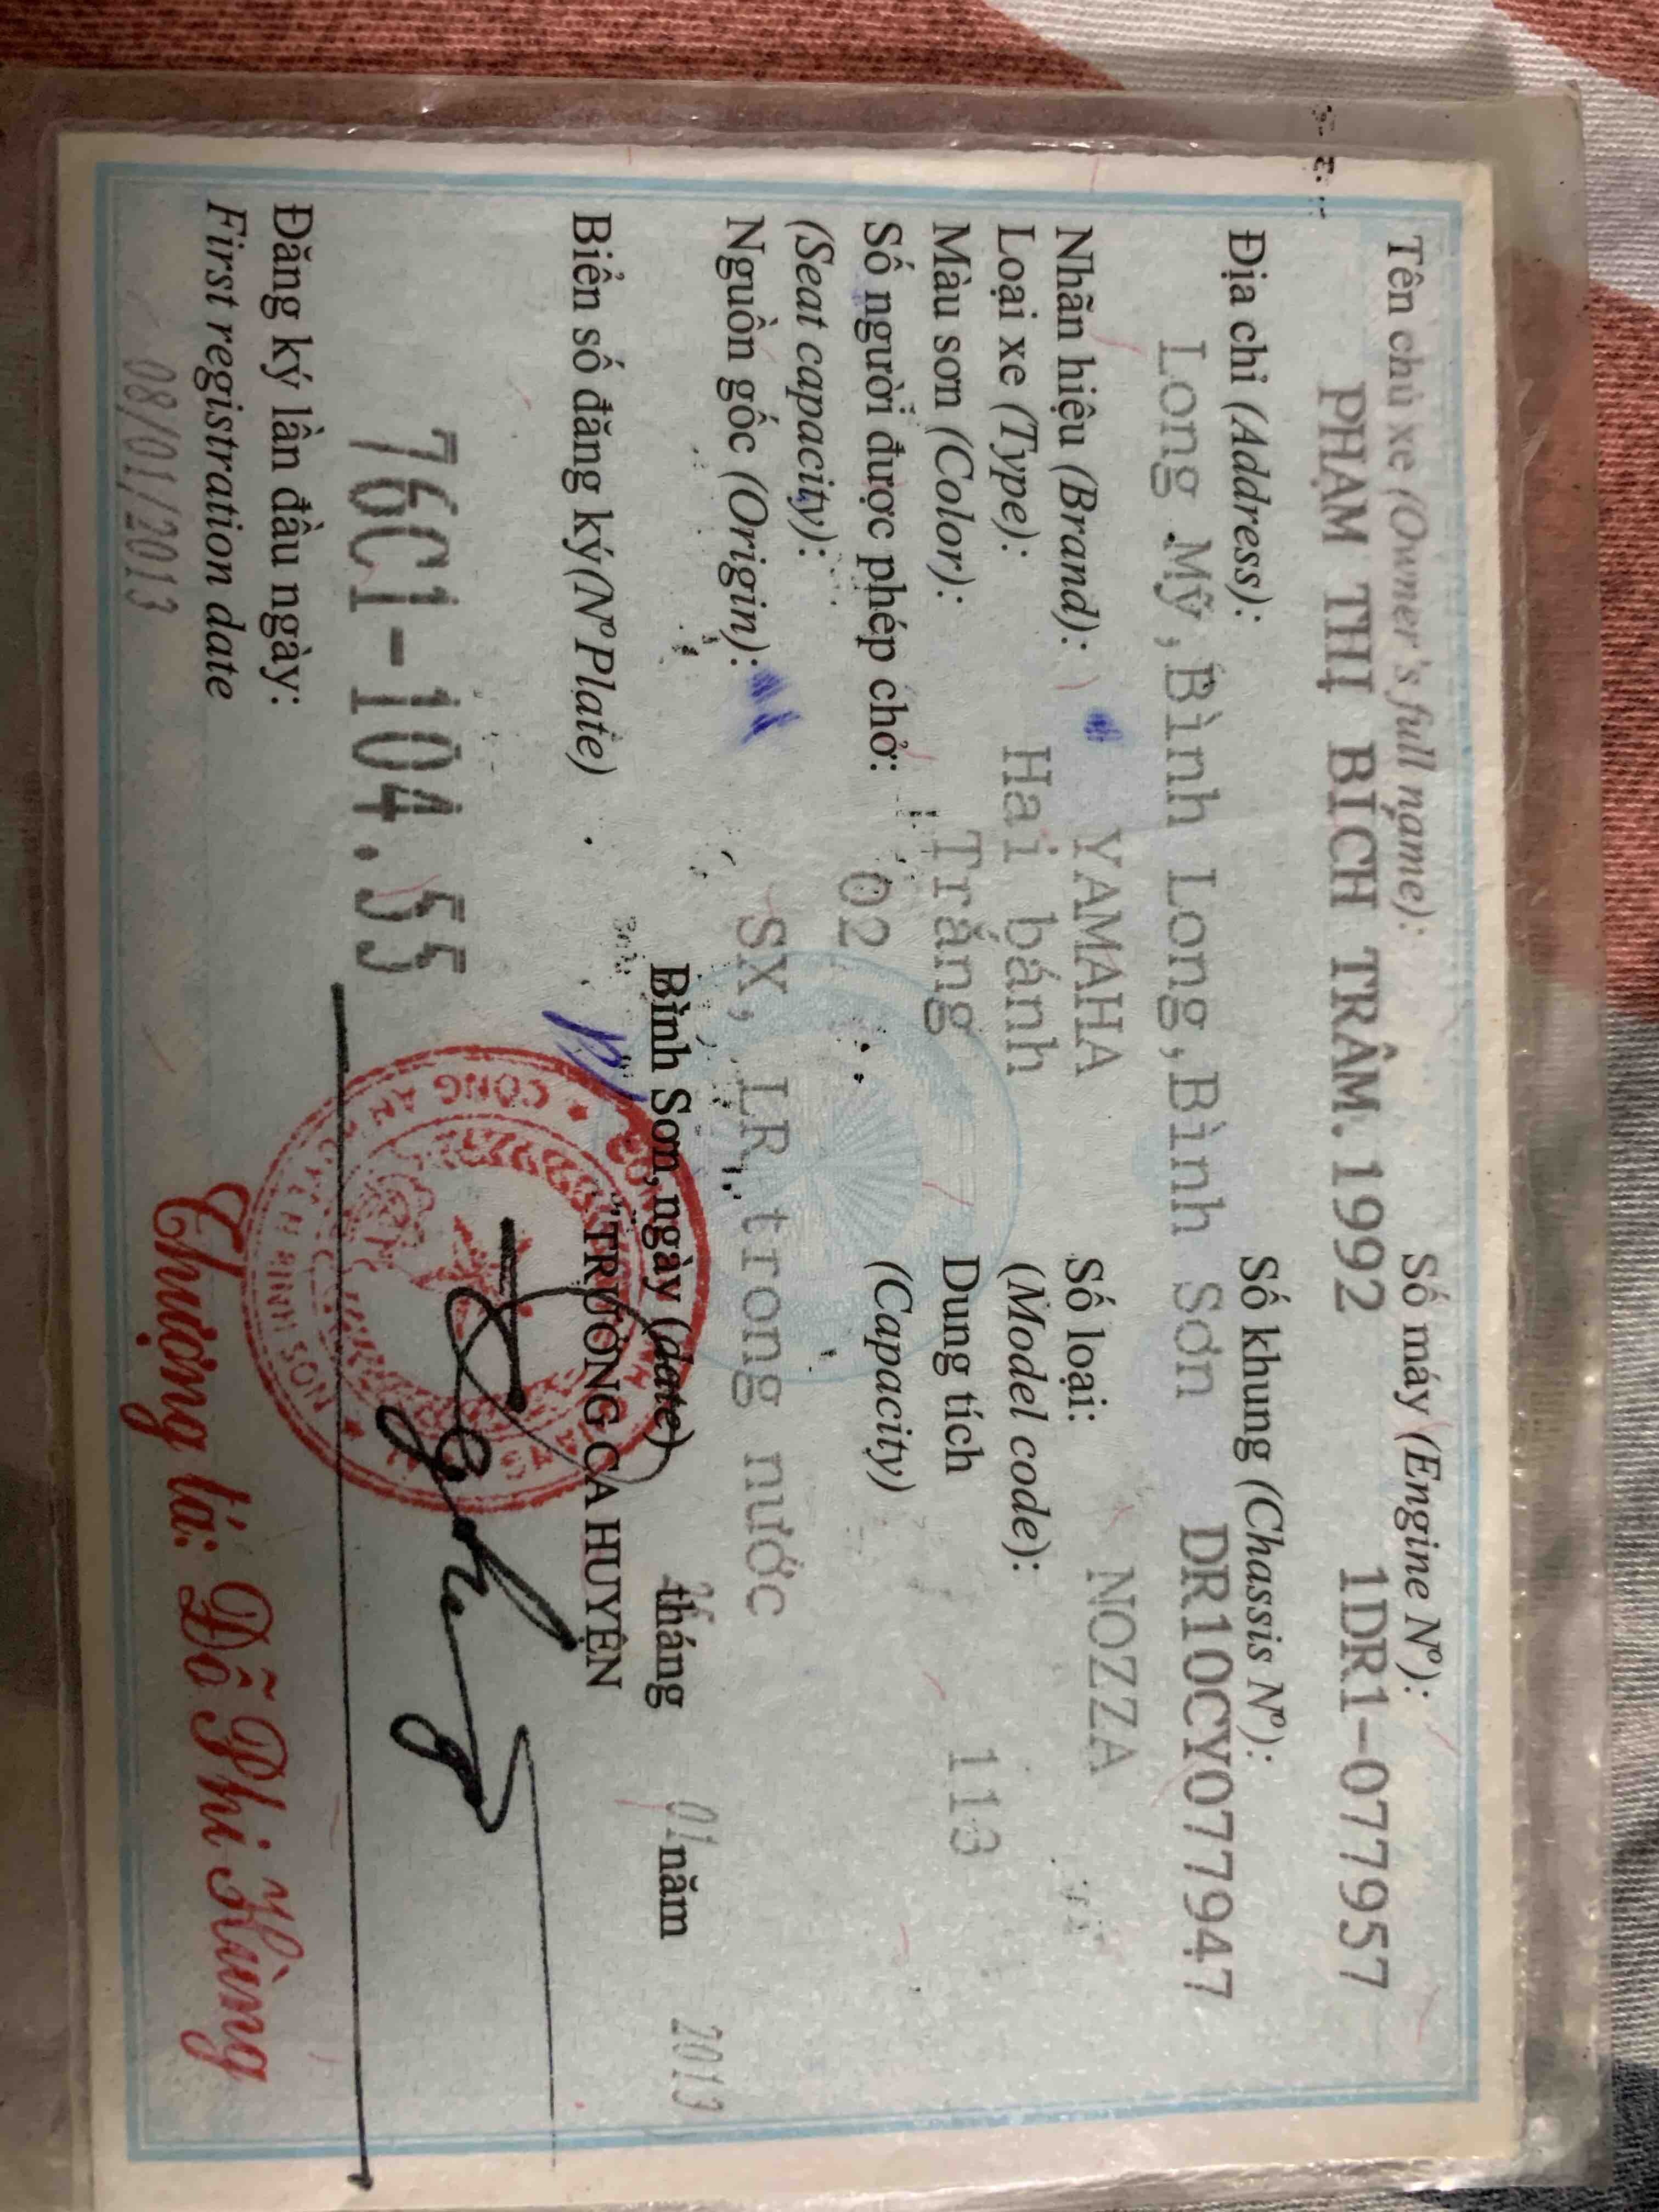 Tên chủ xe (Owner's full name): Số máy (Engine Nº):
PHẠM THỊ BÍCH TRÂM.1992 1DR1-077957
Địa chỉ (Address): Số khung (Chassis Nº):
Long Mỹ,Bình Long,Bình Sơn DR10CY077947
Nhãn hiệu (Brand): YAMAHA Số loại: NOZZA
Loại xe (Type): Hai bánh (Model code):
Màu sơn (Color): Trắng Dung tích 113
Số người được phép chở: 02 (Capacity)
(Seat capacity):
Nguồn gốc (Origin): SX, LR trong nước
Bình Sơn, ngày (date) tháng 01 năm 2013
Biển số đăng ký (Nº Plate) TRƯỞNG CA HUYỆN
76C1-104.55
CÔNG AN HUYỆN BÌNH SƠN
Đăng ký lần đầu ngày:
First registration date
08/01/2013
Thượng tá: Đỗ Phi Hùng